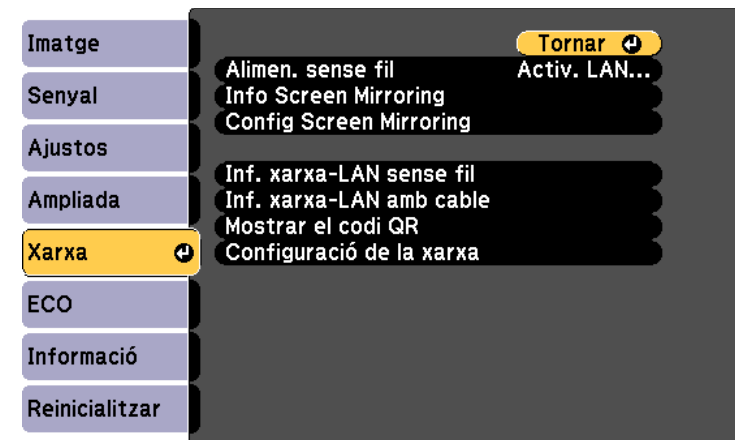 Imatge
Senyal
Ajustos
Ampliada
Xarxa
ECO
Informació
Reinicialitzar
Tornar
Alimen. sense fil Activ. LAN...
Info Screen Mirroring
Config Screen Mirroring
Inf. xarxa-LAN sense fil
Inf. xarxa-LAN amb cable
Mostrar el codi QR
Configuració de la xarxa